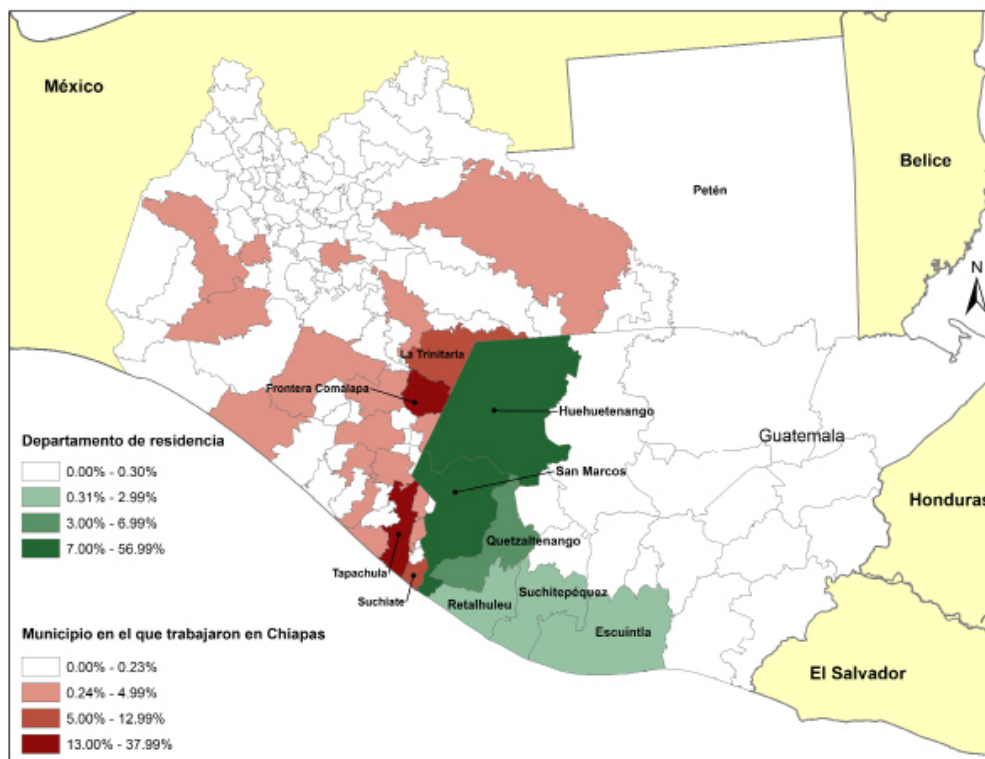 México
Belice
Petén
N
La Trinitaria
Frontera Comalapa
Huehuetenango
Guatemala
Departamento de residencia
0.00% - 0.30%
0.31% - 2.99%
3.00% - 6.99%
7.00% - 56.99%
San Marcos
Honduras
Quetzaltenango
Tapachula
Suchitepéquez
Suchiate
Retalhuleu
Escuintla
Municipio en el que trabajaron en Chiapas
0.00% - 0.23%
0.24% - 4.99%
5.00% - 12.99%
13.00% - 37.99%
El Salvador